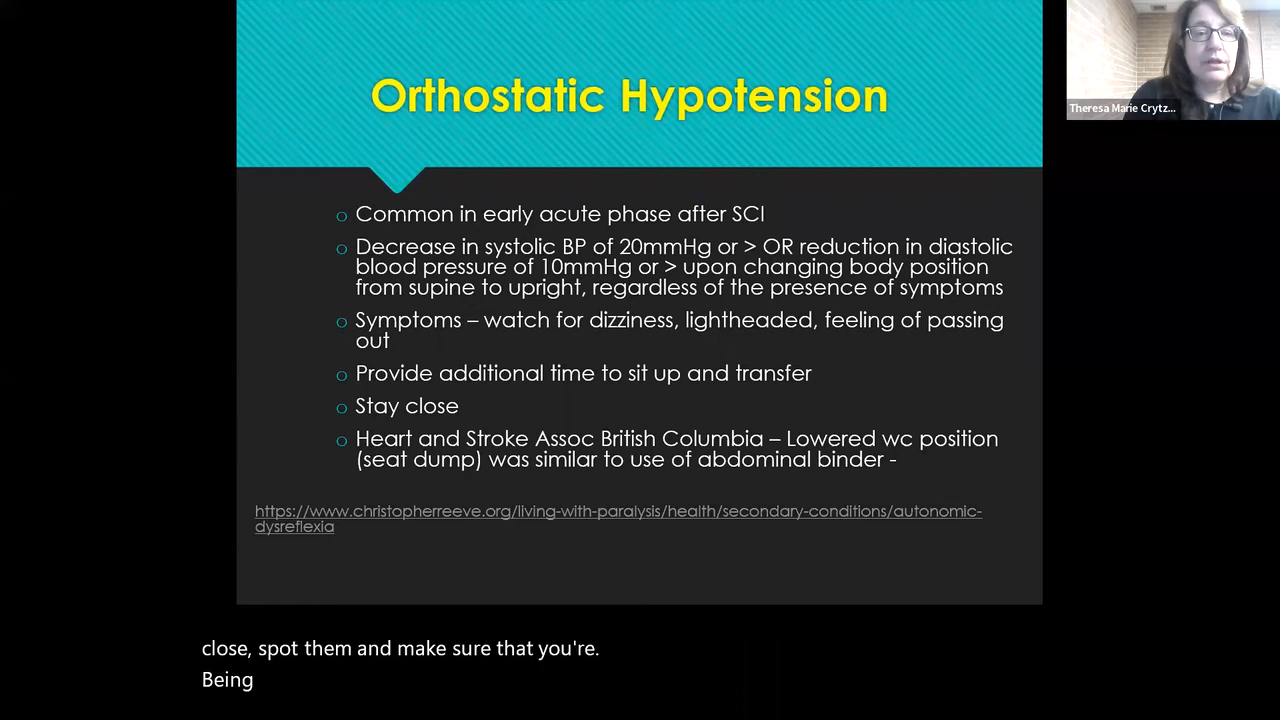 Orthostatic Hypotension
Theresa Marie Crytz...
o Common in early acute phase after SCI
o Decrease in systolic BP of 20mmHg or > OR reduction in diastolic
blood pressure of 10mmHg or > upon changing body position
from supine to upright, regardless of the presence of symptoms
o Symptoms – watch for dizziness, lightheaded, feeling of passing
out
o Provide additional time to sit up and transfer
o Stay close
o Heart and Stroke Assoc British Columbia – Lowered wc position
(seat dump) was similar to use of abdominal binder -
https://www.christopherreeve.org/living-with-paralysis/health/secondary-conditions/autonomic-
dysreflexia
close, spot them and make sure that you're.
Being